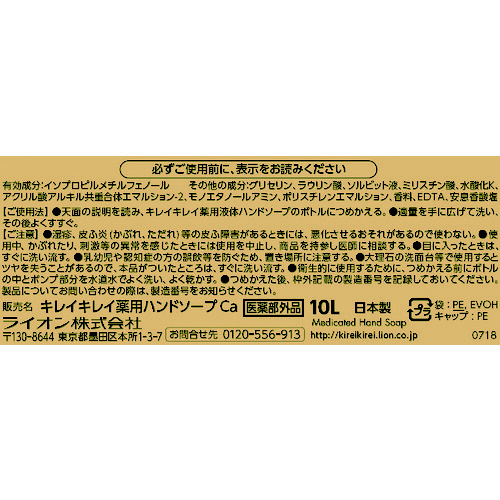 必ずご使用前に、表示をお読みください
有効成分:イソプロピルメチルフェノール　その他の成分:グリセリン、ラウリン酸、ソルビット液、ミリスチン酸、水酸化K、
アクリル酸アルキル共重合体エマルション-2、モノエタノールアミン、ポリスチレンエマルション、香料、EDTA、安息香酸塩
【ご使用法】●天面の説明を読み、キレイキレイ薬用液体ハンドソープのボトルにつめかえる。●適量を手に広げて洗い、
その後よくすすぐ。
【ご注意】●湿疹、皮ふ炎(かぶれ、ただれ)等の皮ふ障害があるときには、悪化させるおそれがあるので使わない。●使
用中、かぶれたり、刺激等の異常を感じたときには使用を中止し、商品を持参し医師に相談する。●目に入ったときは、
すぐに洗い流す。●乳幼児や認知症の方の誤飲等を防ぐため、置き場所に注意する。●大理石の洗面台等で使用すると
ツヤを失うことがあるので、本品がついたところは、すぐに洗い流す。●衛生的に使用するために、つめかえる前にボトル
の中とポンプ部分を水道水でよく洗い、よく乾かす。●つめかえた後、枠外記載の製造番号を記録しておいてください。
製品についてお問い合わせの際は、製造番号をお知らせください。
販売名 キレイキレイ薬用ハンドソープCa 医薬部外品 10L 日本製
ライオン株式会社 Medicated Hand Soap
〒130-8644 東京都墨田区本所1-3-7 お問合せ先 0120-556-913 http://kireikirei.lion.co.jp
プラ 袋:PE, EVOH
キャップ:PE
0718